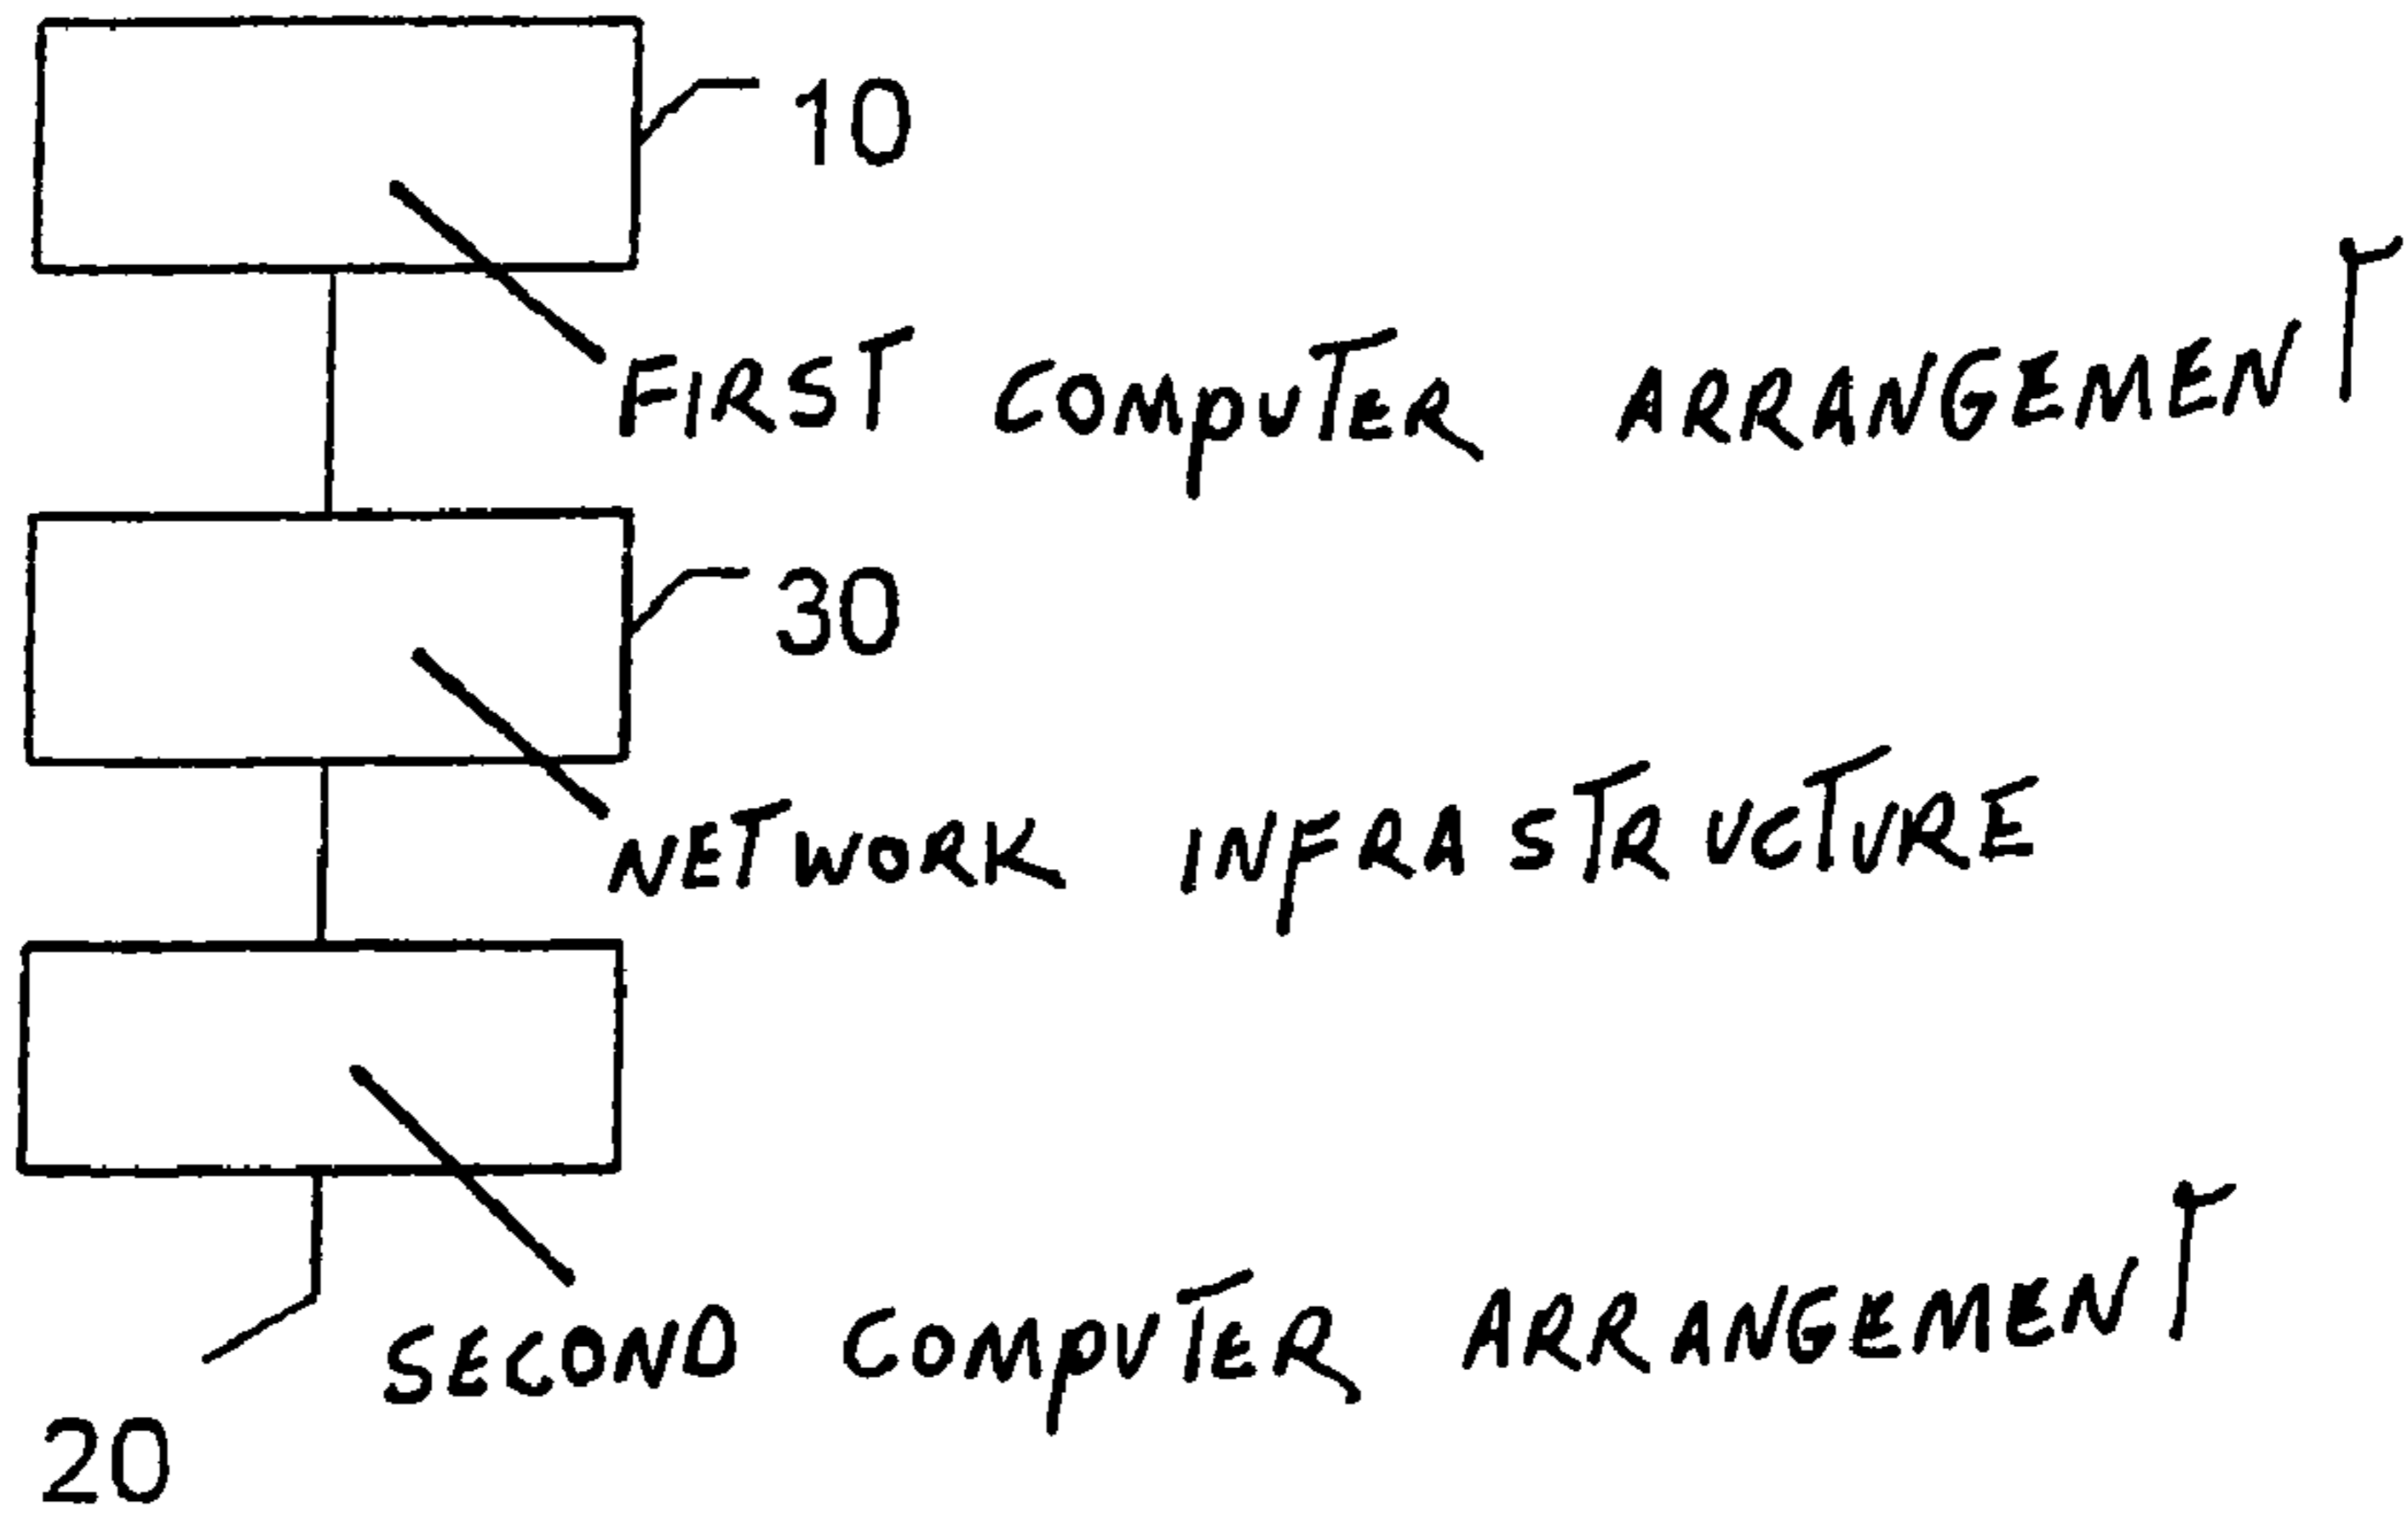 10
FIRST COMPUTER ARRANGEMENT
30
NETWORK INFRASTRUCTURE
SECOND COMPUTER ARRANGEMENT
20